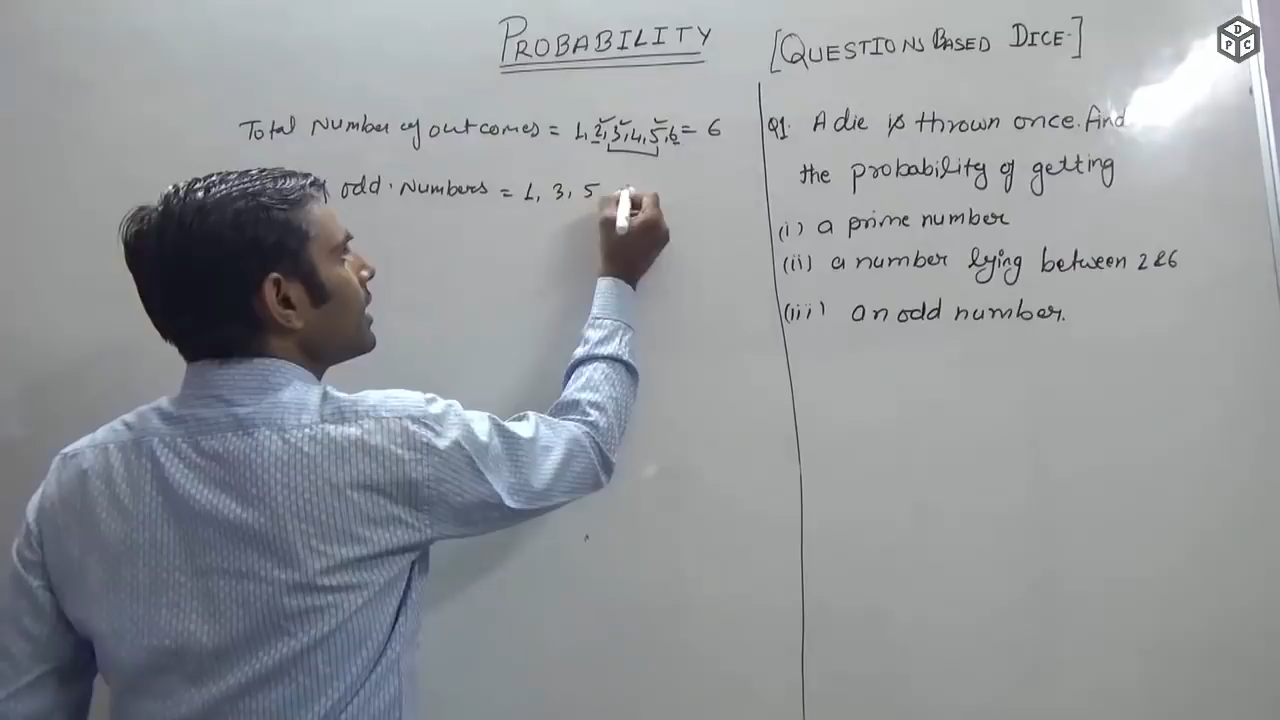 PROBABILITY
[QUESTIONS BASED DICE.]
Total Number of outcomes = 1, 2, 3, 4, 5, 6 = 6
odd. Numbers = 1, 3, 5
Q1. A die is thrown once. Find
the probability of getting
(i) a prime number
(ii) a number lying between 2 & 6
(iii) an odd number.
D
P C